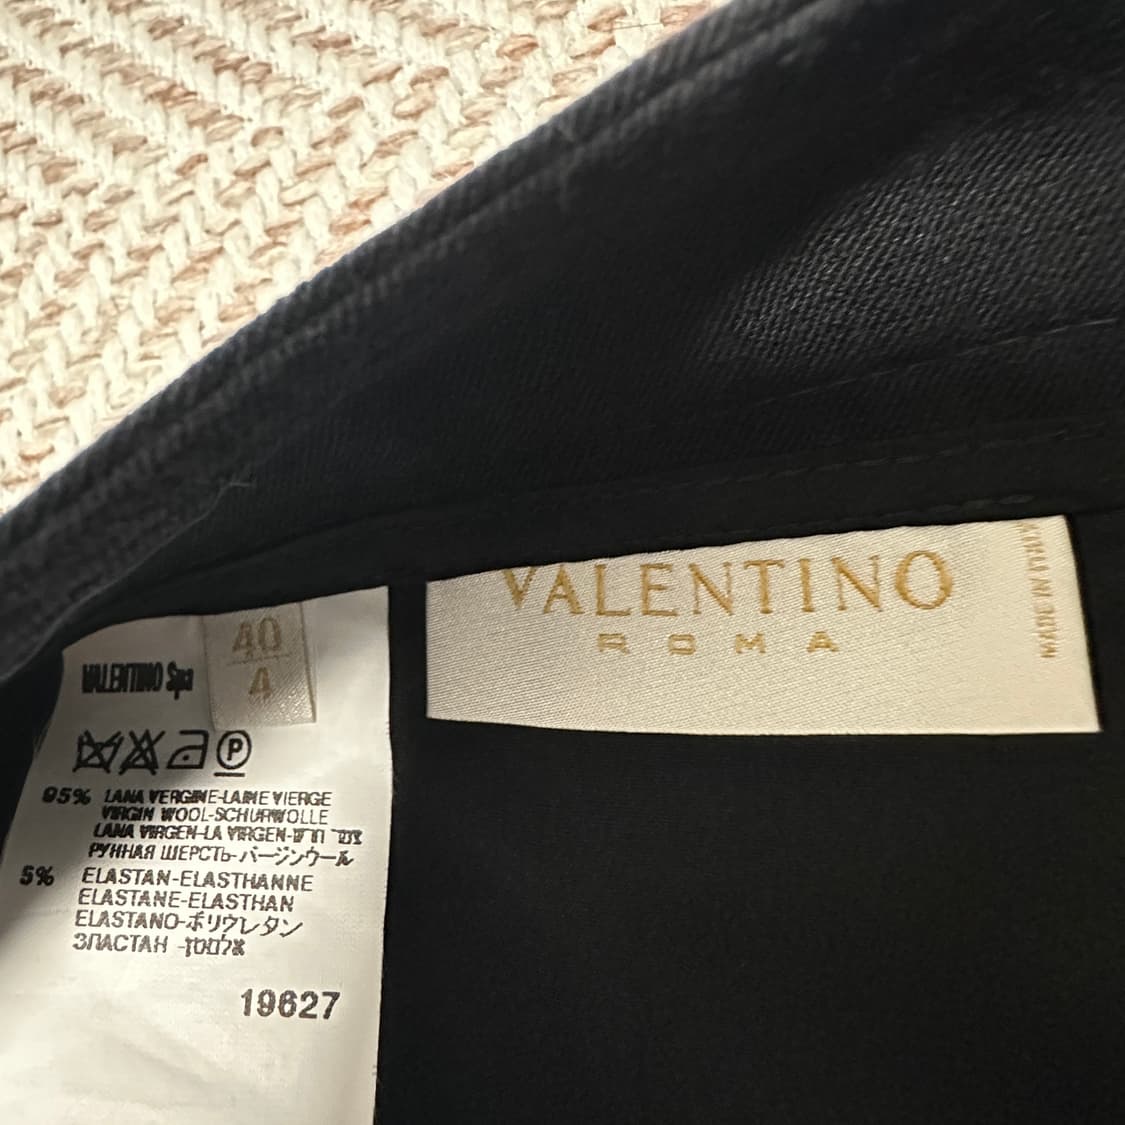 VALENTINO
ROMA
MADE IN ITALY
40
4
VALENTINO SpA
P
95% LANA VERGINE-LAINE VIERGE
VIRGIN WOOL-SCHURWOLLE
LANA VIRGEN-LA VIRGEN-
РУННАЯ ШЕРСТЬ-バージンウール
5% ELASTAN-ELASTHANNE
ELASTANE-ELASTHAN
ELASTANO-ポリウレタン
ЭЛАСТАН -אלסטן
19627